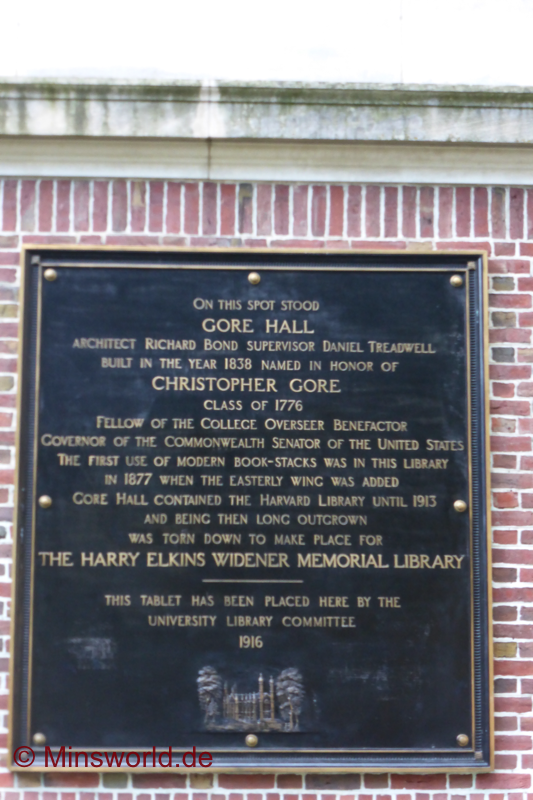 ON THIS SPOT STOOD
GORE HALL
ARCHITECT RICHARD BOND SUPERVISOR DANIEL TREADWELL
BUILT IN THE YEAR 1838 NAMED IN HONOR OF
CHRISTOPHER GORE
CLASS OF 1776
FELLOW OF THE COLLEGE OVERSEER BENEFACTOR
GOVERNOR OF THE COMMONWEALTH SENATOR OF THE UNITED STATES
THE FIRST USE OF MODERN BOOK-STACKS WAS IN THIS LIBRARY
IN 1877 WHEN THE EASTERLY WING WAS ADDED
GORE HALL CONTAINED THE HARVARD LIBRARY UNTIL 1913
AND BEING THEN LONG OUTGROWN
WAS TORN DOWN TO MAKE PLACE FOR
THE HARRY ELKINS WIDENER MEMORIAL LIBRARY
THIS TABLET HAS BEEN PLACED HERE BY THE
UNIVERSITY LIBRARY COMMITTEE
1916
© Minsworld.de